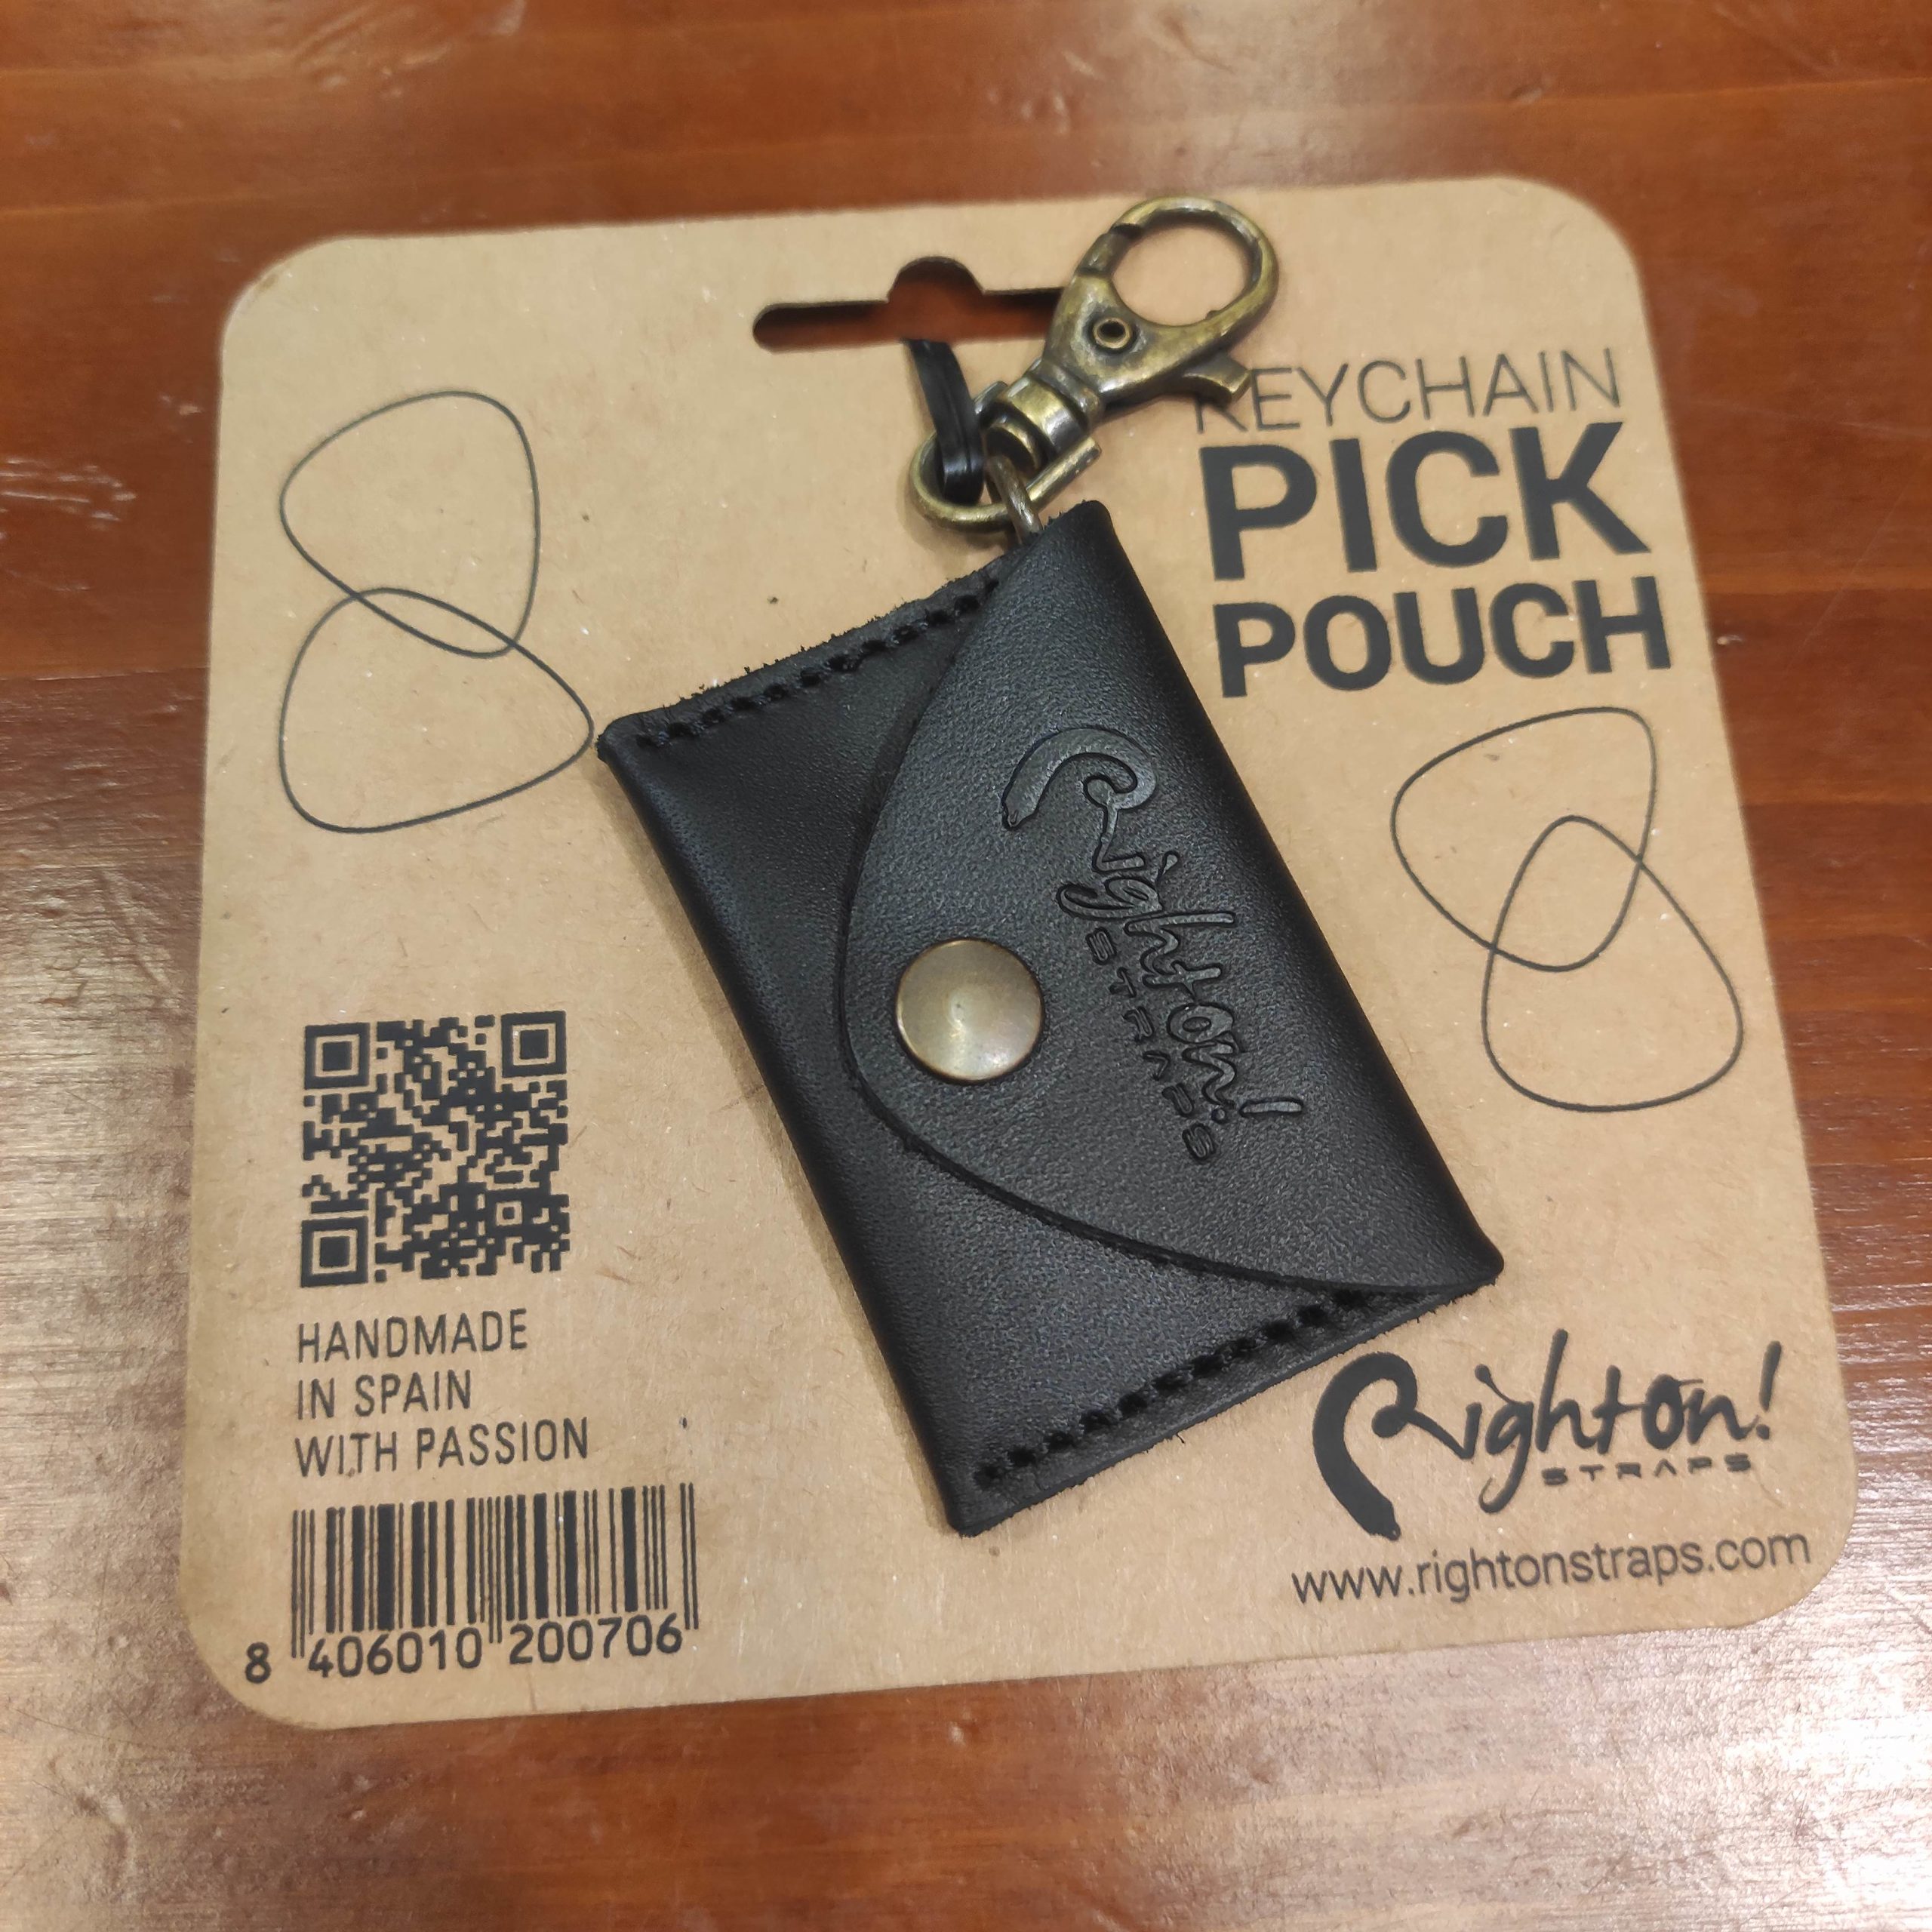 KEYCHAIN
PICK
POUCH
Righton!
STRAPS
HANDMADE
IN SPAIN
WITH PASSION
8 406010 200706
Righton!
STRAPS
www.rightonstraps.com